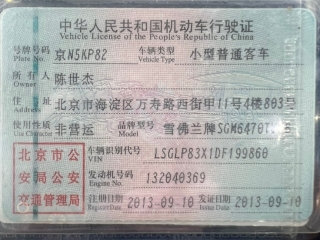 中华人民共和国机动车行驶证
Vehicle License of the People's Republic of China
号牌号码 京N5KP82 车辆类型 小型普通客车
Plate No. Vehicle Type
所有人 陈世杰
Owner
住址 北京市海淀区万寿路西街甲11号4楼803号
Address
使用性质 非营运 品牌型号 雪佛兰牌SGM6470
Use Character Model
北京市公 车辆识别代号 LSGLP83X1DF199860
VIN
安局公安 发动机号码 132040369
Engine No.
交通管理局 注册日期 2013-09-10 发证日期 2013-09-10
Register Date Issue Date